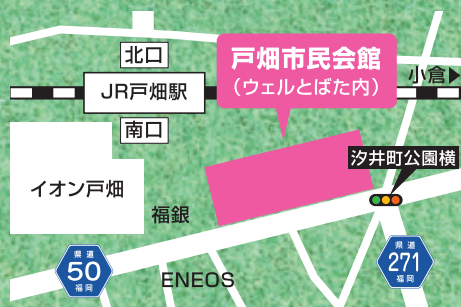 北口
戸畑市民会館
(ウェルとばた内)
小倉▶
JR戸畑駅
南口
汐井町公園横
イオン戸畑
福銀
県道
50
福岡
ENEOS
県道
271
福岡